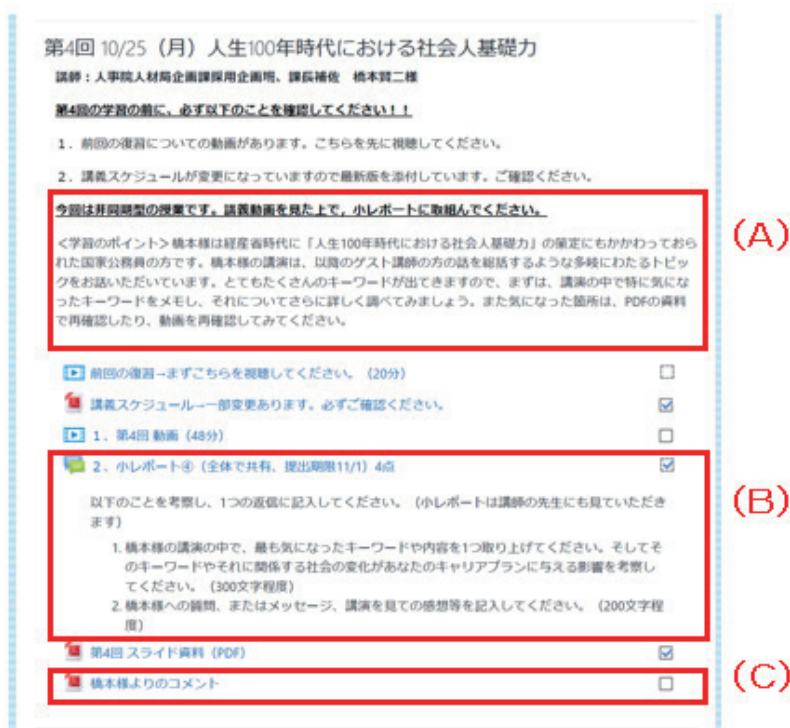 第4回 10/25（月）人生100年時代における社会人基礎力
講師：人事院人材局企画課採用企画班、課長補佐　橋本賢二様
第4回の学習の前に、必ず以下のことを確認してください！！
1．前回の復習についての動画があります。こちらを先に視聴してください。
2．講義スケジュールが変更になっていますので最新版を添付しています。ご確認ください。
今回は非同期型の授業です。講義動画を見た上で，小レポートに取組んでください。
(A)
＜学習のポイント＞橋本様は経産省時代に「人生100年時代における社会人基礎力」の策定にもかかわっておら
れた国家公務員の方です。橋本様の講演は、以降のゲスト講師の方の話を総括するような多岐にわたるトピッ
クをお話いただいています。とてもたくさんのキーワードが出てきますので、まずは、講演の中で特に気にな
ったキーワードをメモし、それについてさらに詳しく調べてみましょう。また気になった箇所は、PDFの資料
で再確認したり、動画を再確認してみてください。
前回の復習→まずこちらを視聴してください。（20分）
講義スケジュール→一部変更あります。必ずご確認ください。
1．第4回 動画（48分）
2．小レポート④（全体で共有、提出期限11/1）4点
(B)
以下のことを考察し、1つの返信に記入してください。（小レポートは講師の先生にも見ていただき
ます）
1. 橋本様の講演の中で、最も気になったキーワードや内容を1つ取り上げてください。そしてそ
のキーワードやそれに関係する社会の変化があなたのキャリアプランに与える影響を考察し
てください。（300文字程度）
2. 橋本様への質問、またはメッセージ、講演を見ての感想等を記入してください。（200文字程
度）
第4回 スライド資料（PDF）
橋本様よりのコメント
(C)